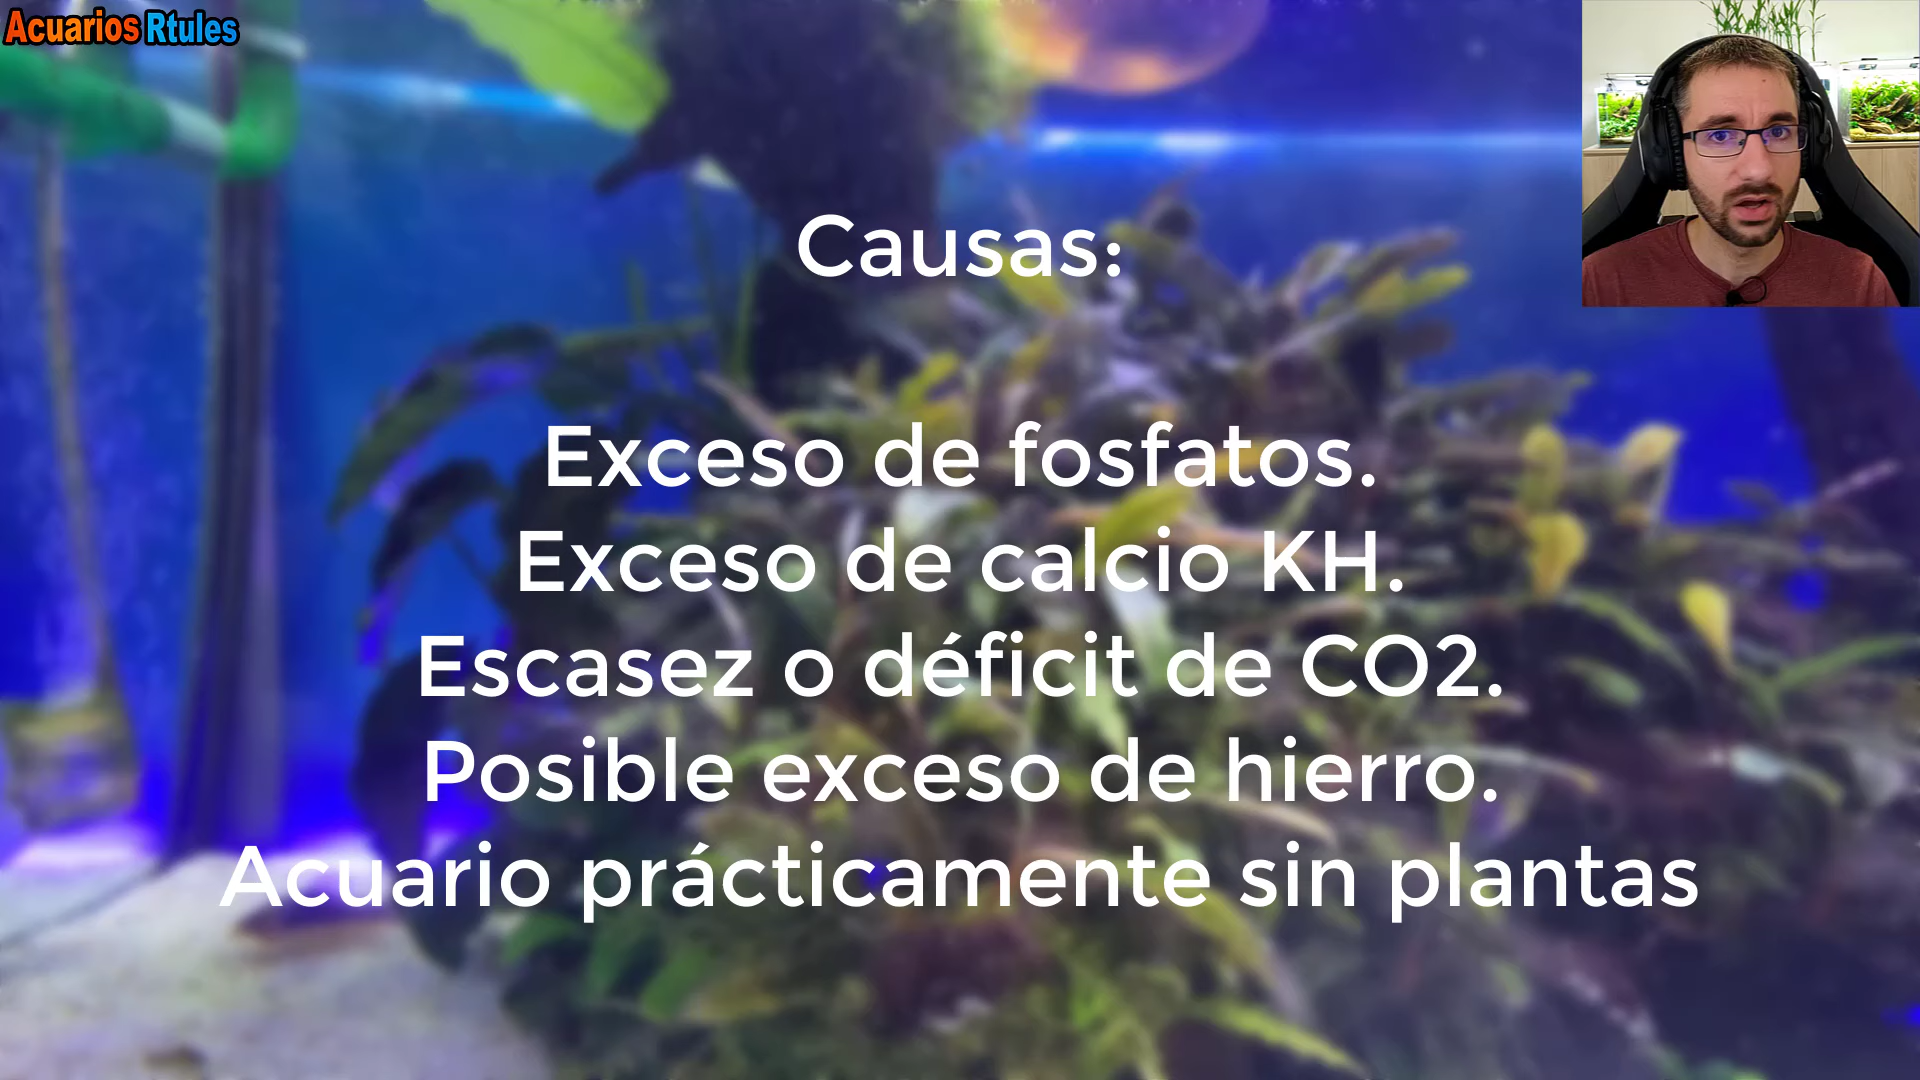 Acuarios Rtules
Causas:
Exceso de fosfatos.
Exceso de calcio KH.
Escasez o déficit de CO2.
Posible exceso de hierro.
Acuario prácticamente sin plantas